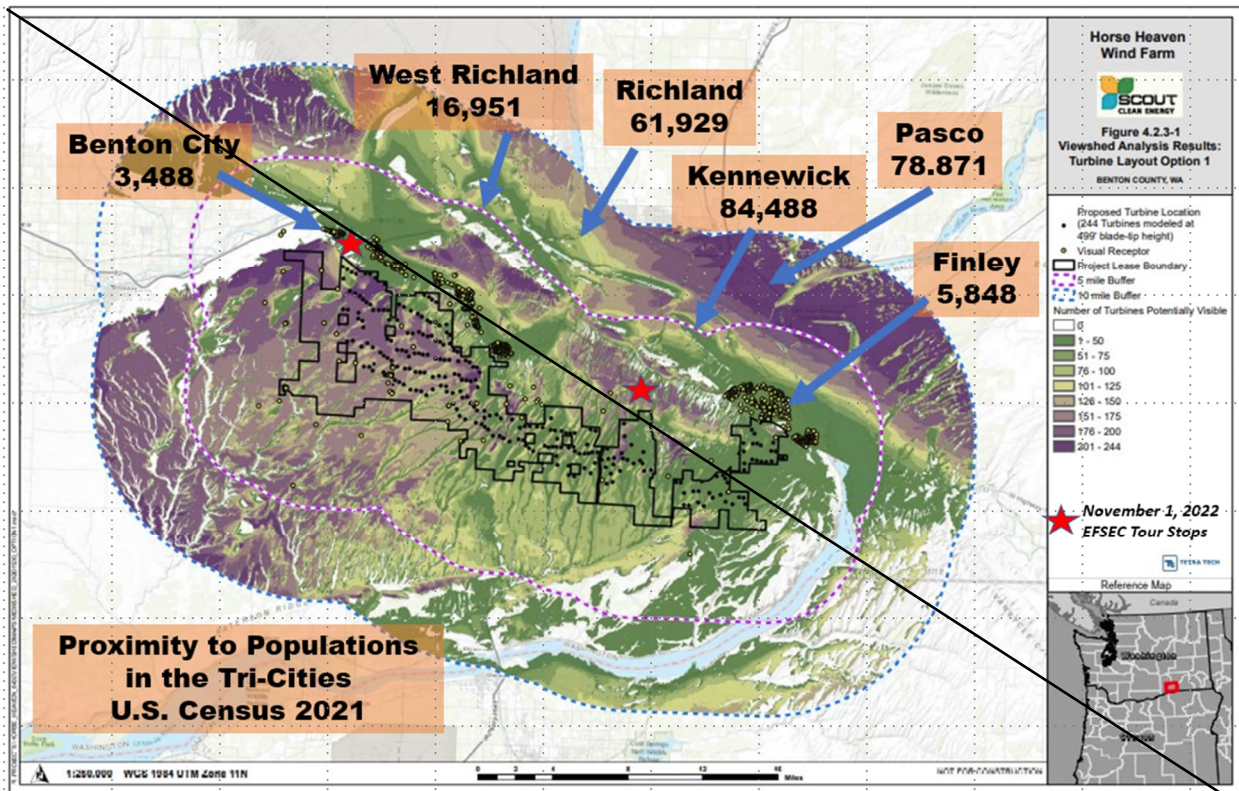 West Richland
16,951
Richland
61,929
Benton City
3,488
Pasco
78.871
Kennewick
84,488
Finley
5,848
Proximity to Populations
in the Tri-Cities
U.S. Census 2021
1:250,000 WGS 1984 UTM Zone 11N
Miles
NOT FOR CONSTRUCTION
Horse Heaven
Wind Farm
SCOUT
CLEAN ENERGY
Figure 4.2.3-1
Viewshed Analysis Results:
Turbine Layout Option 1
BENTON COUNTY, WA
Proposed Turbine Location
(244 Turbines modeled at
499' blade-tip height)
Visual Receptor
Project Lease Boundary
5 mile Buffer
10 mile Buffer
Number of Turbines Potentially Visible
0
1 - 50
51 - 75
76 - 100
101 - 125
126 - 150
151 - 175
176 - 200
201 - 244
November 1, 2022
EFSEC Tour Stops
TETRA TECH
Reference Map
Canada
Washington